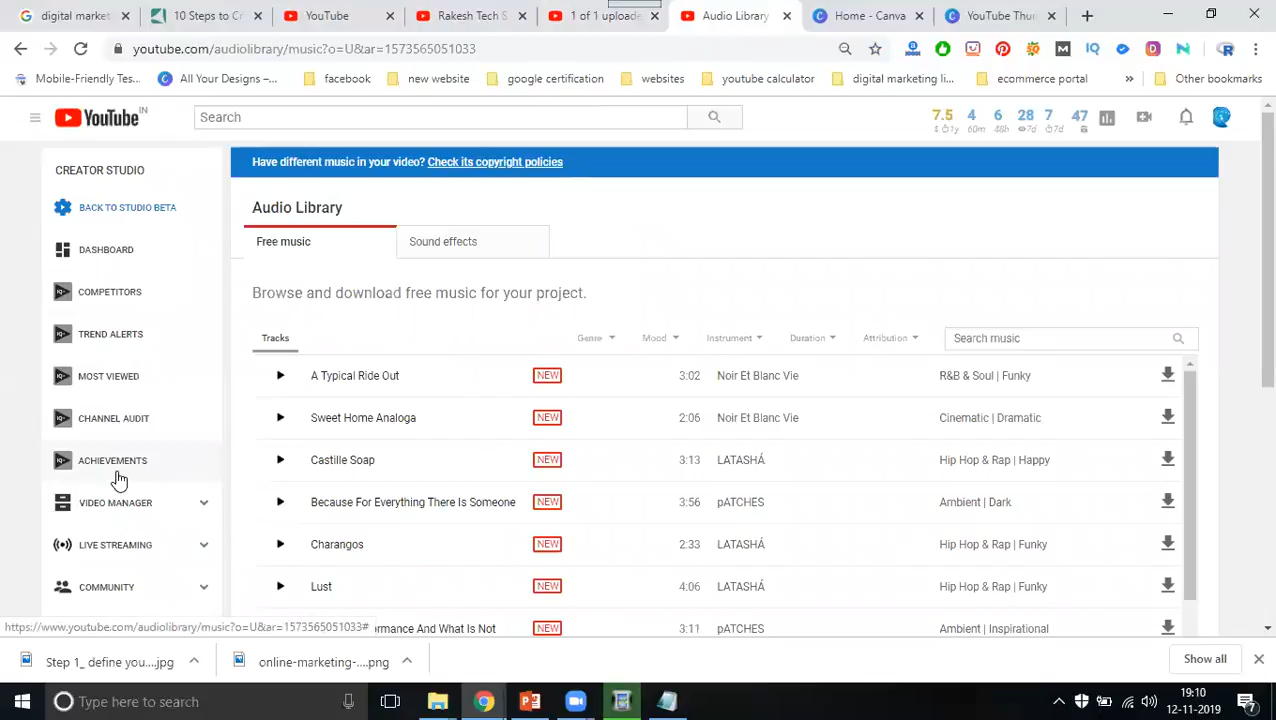 digital market
10 Steps to Cr
YouTube
Rakesh Tech S
1 of 1 uploade
Audio Library
Home - Canva
YouTube Thu
youtube.com/audiolibrary/music?o=U&ar=1573565051033
Mobile-Friendly Tes...
All Your Designs –...
facebook
new website
google certification
websites
youtube calculator
digital marketing li...
ecommerce portal
»
Other bookmarks
YouTube IN
Search
7.5 4 6 28 7 47
1y 60m 48h 7d 7d
CREATOR STUDIO
BACK TO STUDIO BETA
DASHBOARD
COMPETITORS
TREND ALERTS
MOST VIEWED
CHANNEL AUDIT
ACHIEVEMENTS
VIDEO MANAGER
LIVE STREAMING
COMMUNITY
Have different music in your video? Check its copyright policies
Audio Library
Free music Sound effects
Browse and download free music for your project.
Tracks Genre Mood Instrument Duration Attribution Search music
A Typical Ride Out NEW 3:02 Noir Et Blanc Vie R&B & Soul | Funky
Sweet Home Analoga NEW 2:06 Noir Et Blanc Vie Cinematic | Dramatic
Castille Soap NEW 3:13 LATASHÁ Hip Hop & Rap | Happy
Because For Everything There Is Someone NEW 3:56 pATCHES Ambient | Dark
Charangos NEW 2:33 LATASHÁ Hip Hop & Rap | Funky
Lust NEW 4:06 LATASHÁ Hip Hop & Rap | Funky
rmance And What Is Not NEW 3:11 pATCHES Ambient | Inspirational
https://www.youtube.com/audiolibrary/music?o=U&ar=1573565051033#
Step 1_ define you....jpg
online-marketing-....png
Show all
Type here to search
19:10
12-11-2019
7